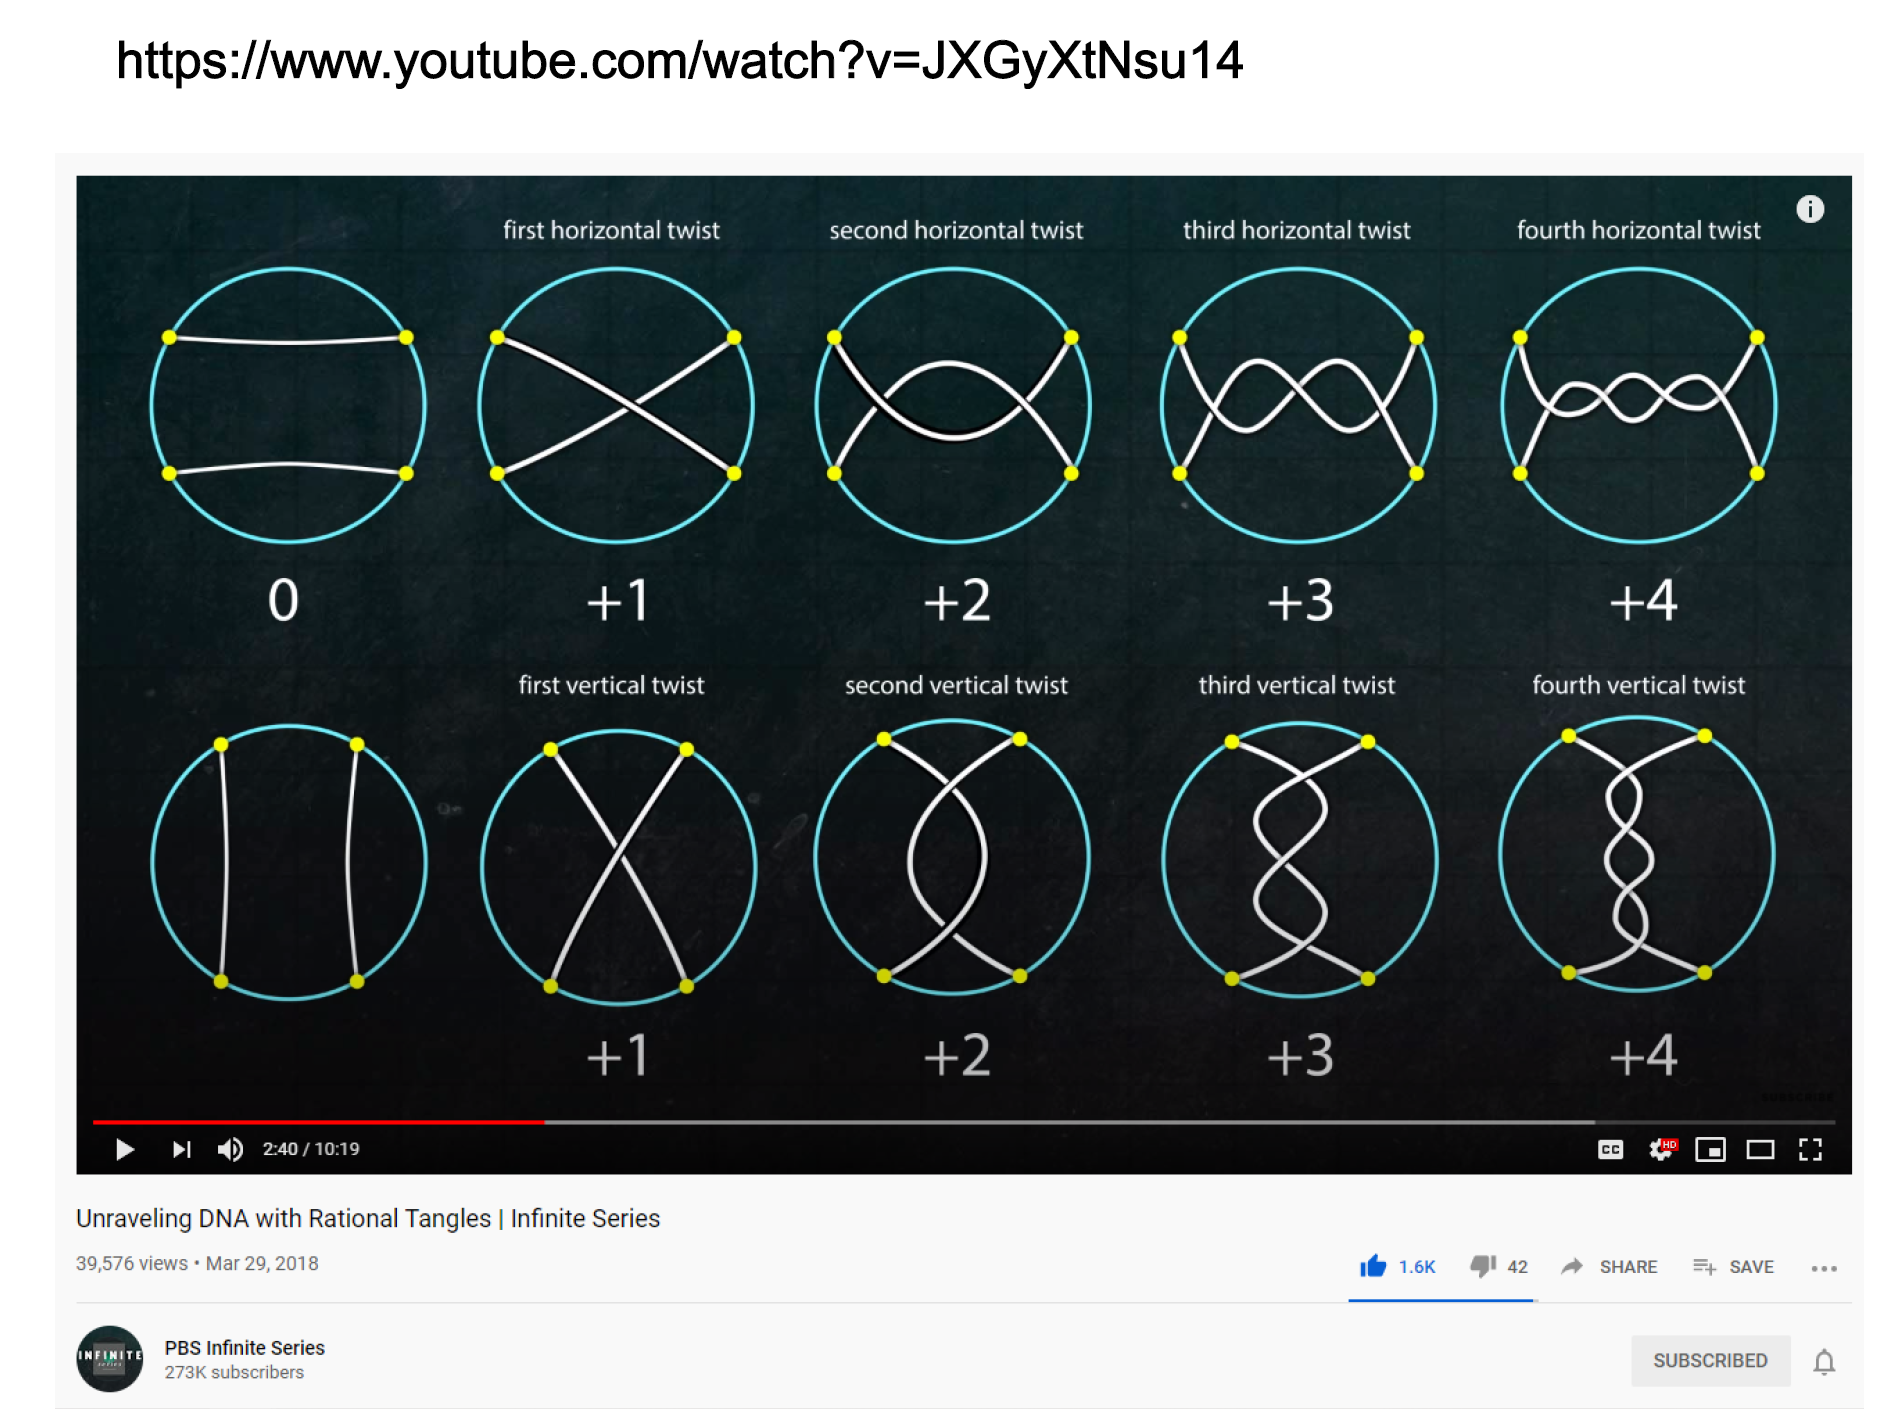 https://www.youtube.com/watch?v=JXGyXtNsu14
first horizontal twist second horizontal twist third horizontal twist fourth horizontal twist
i
0 +1 +2 +3 +4
first vertical twist second vertical twist third vertical twist fourth vertical twist
+1 +2 +3 +4
SUBSCRIBE
2:40 / 10:19 CC HD
Unraveling DNA with Rational Tangles | Infinite Series
39,576 views • Mar 29, 2018 1.6K 42 SHARE SAVE
INFINITE
series
PBS Infinite Series
273K subscribers
SUBSCRIBED